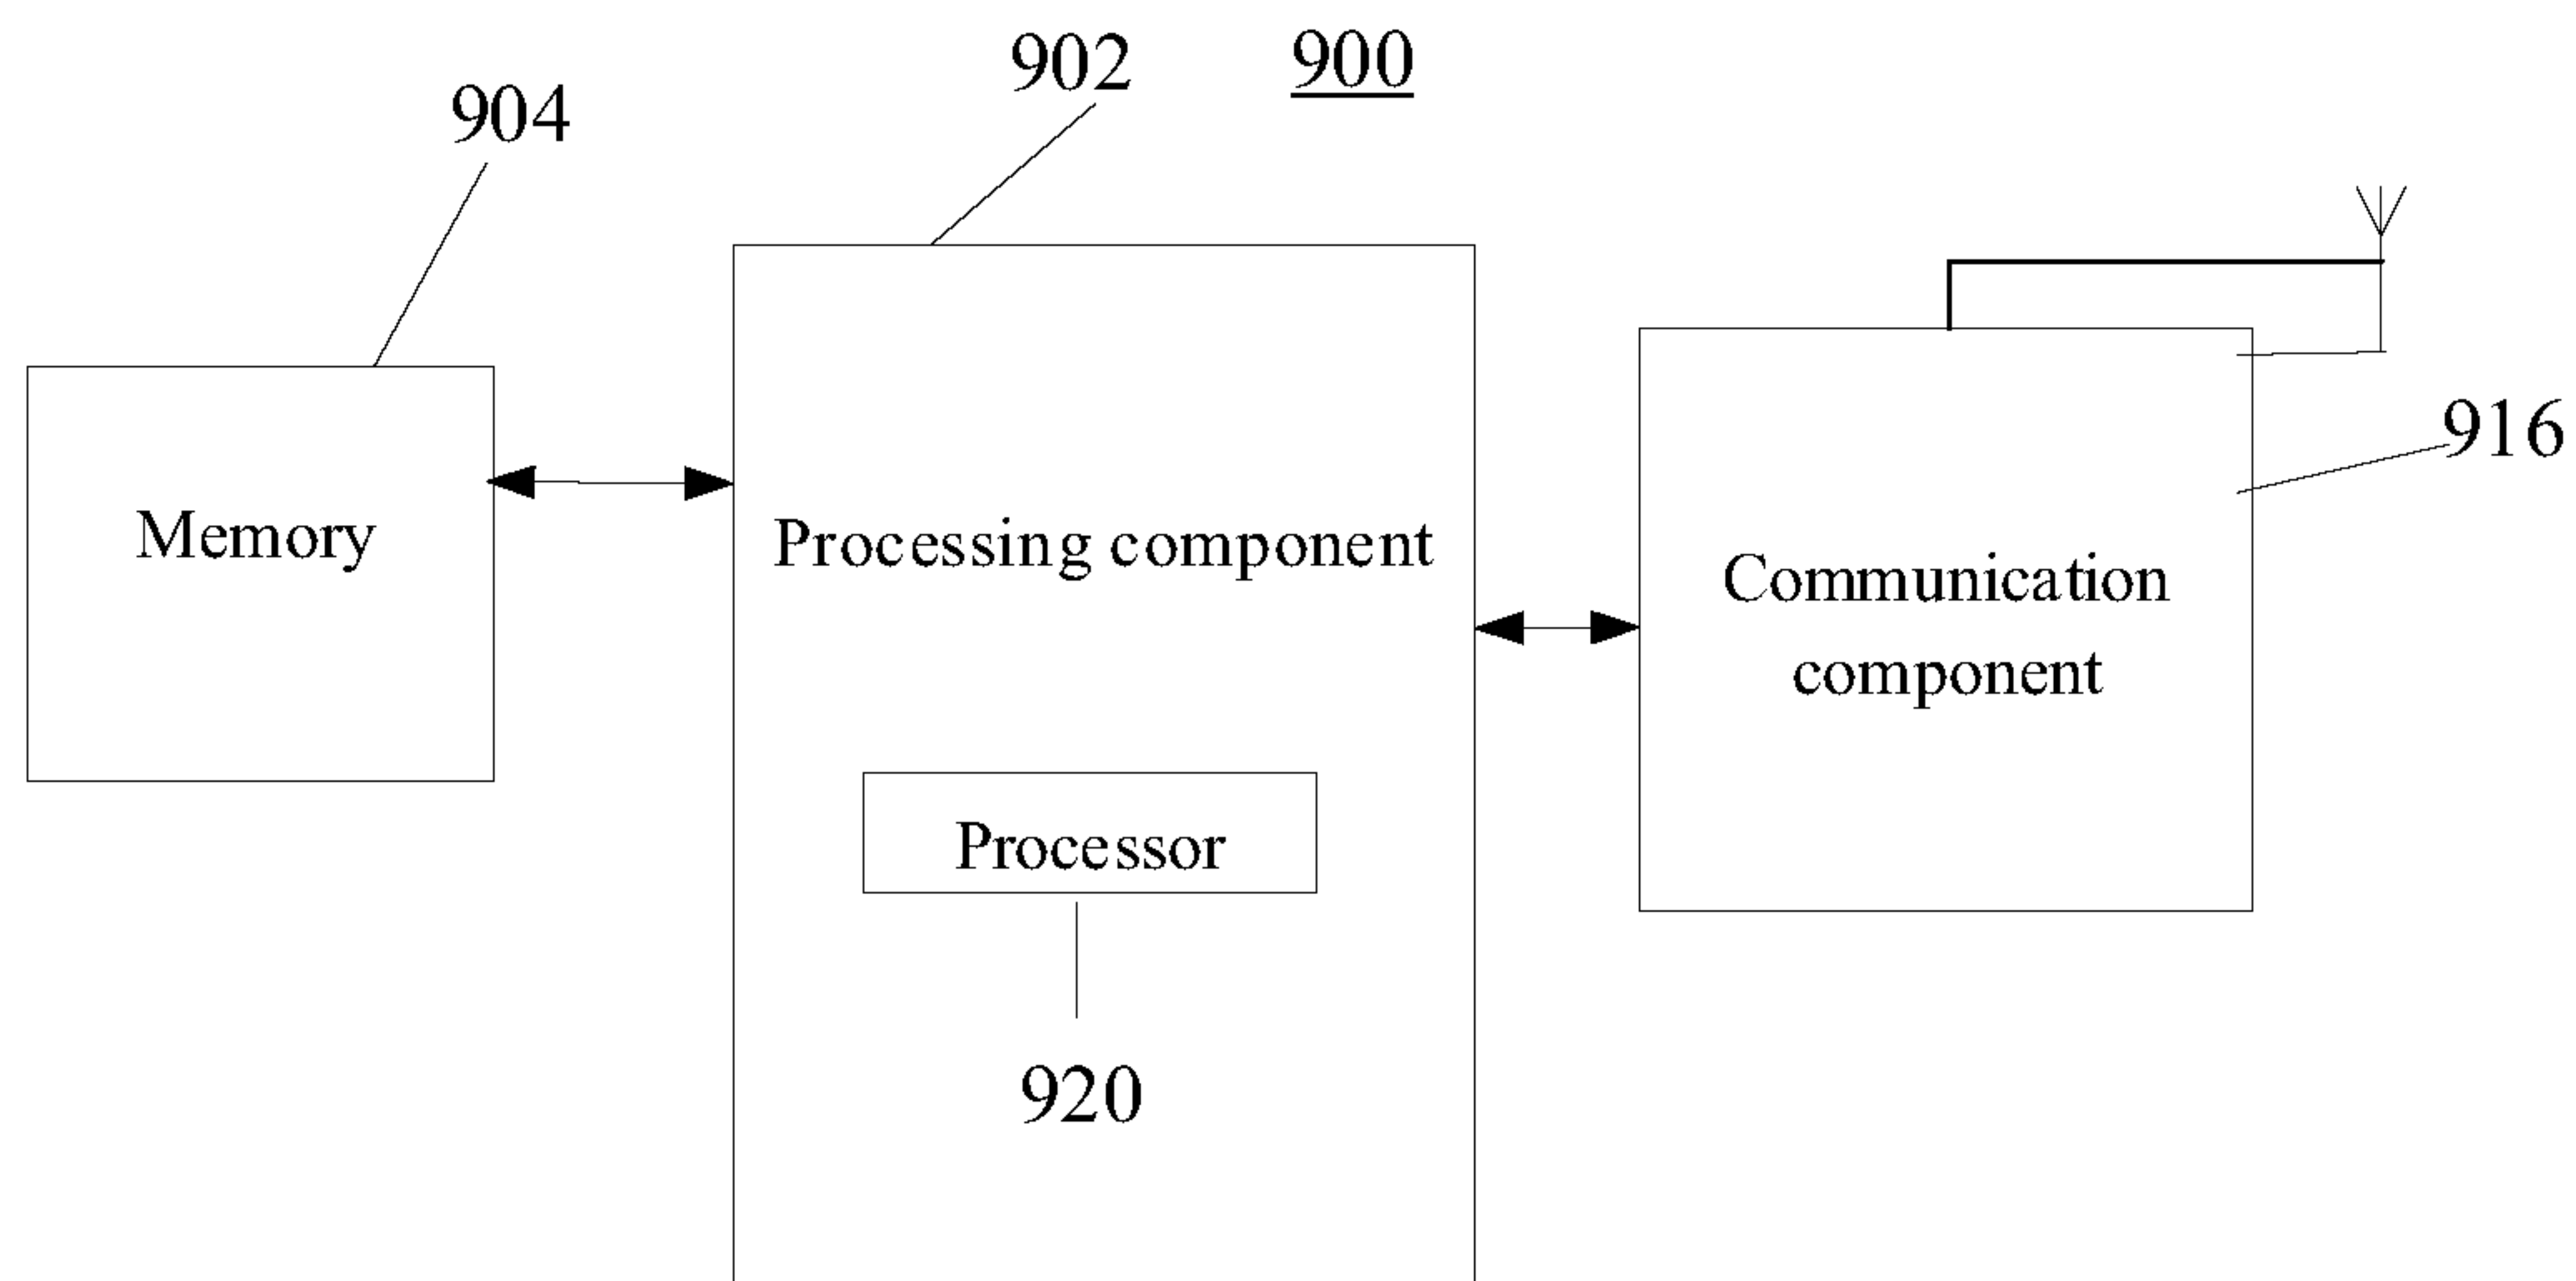 902
900
904
916
Memory
Processing component
Communication
component
Processor
920